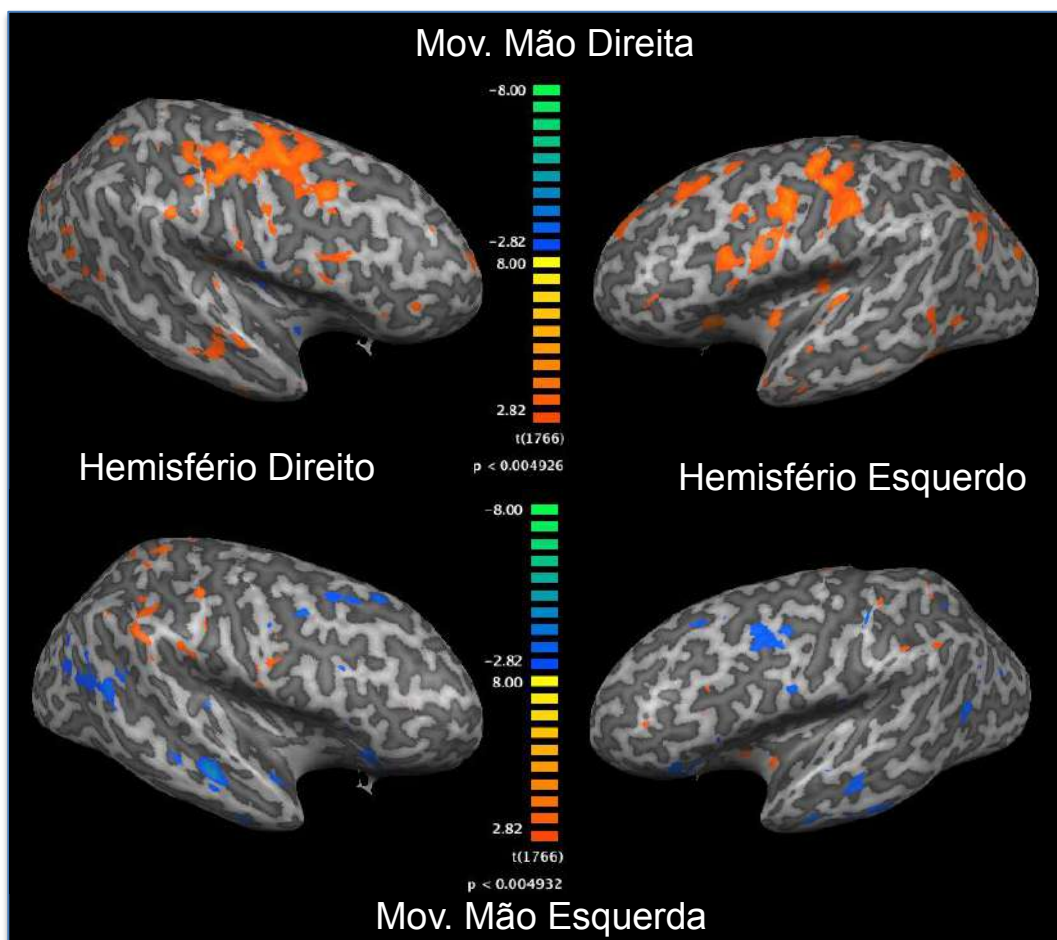 Mov. Mão Direita
-8.00
-2.82
8.00
2.82
t(1766)
p < 0.004926
Hemisfério Direito
Hemisfério Esquerdo
-8.00
-2.82
8.00
2.82
t(1766)
p < 0.004932
Mov. Mão Esquerda